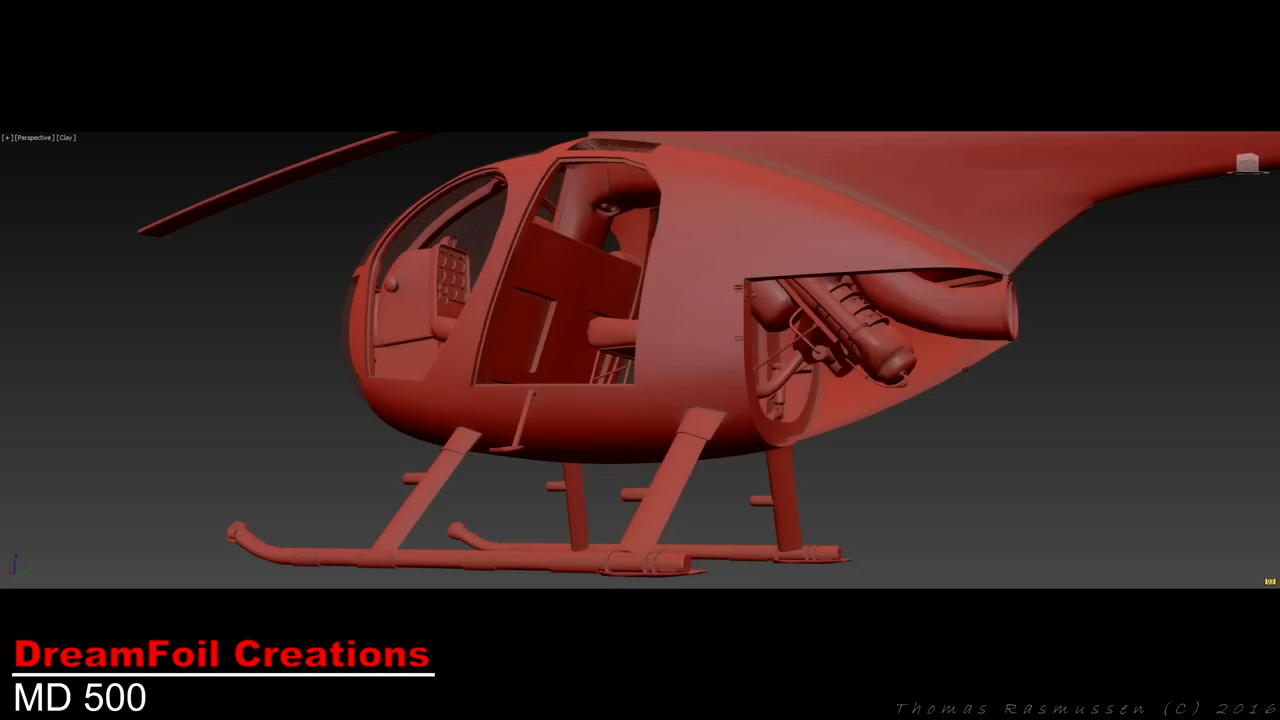 [+][Perspective][Clay]
DreamFoil Creations
MD 500
Thomas Rasmussen (C) 2016